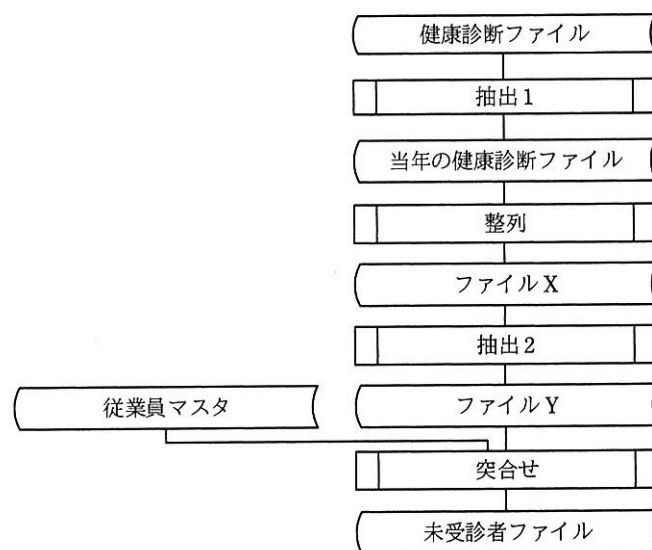 健康診断ファイル
抽出1
当年の健康診断ファイル
整列
ファイルX
抽出2
従業員マスタ
ファイルY
突合せ
未受診者ファイル